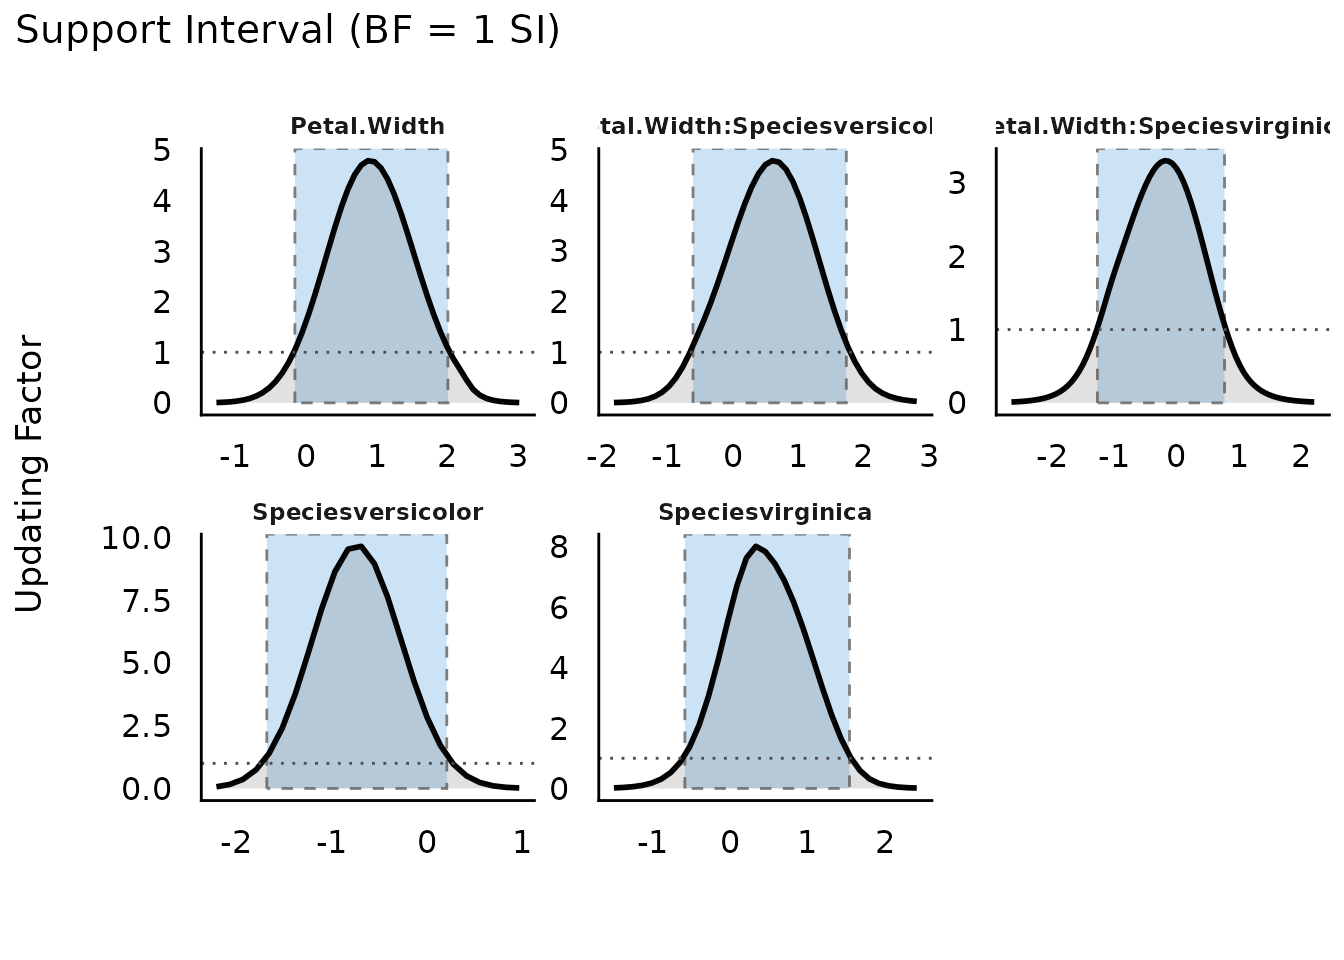 Support Interval (BF = 1 SI)
Updating Factor
Petal.Width
5
4
3
2
1
0
-1 0 1 2 3
tal.Width:Speciesversicol
5
4
3
2
1
0
-2 -1 0 1 2 3
etal.Width:Speciesvirginic
3
2
1
0
-2 -1 0 1 2
Speciesversicolor
10.0
7.5
5.0
2.5
0.0
-2 -1 0 1
Speciesvirginica
8
6
4
2
0
-1 0 1 2